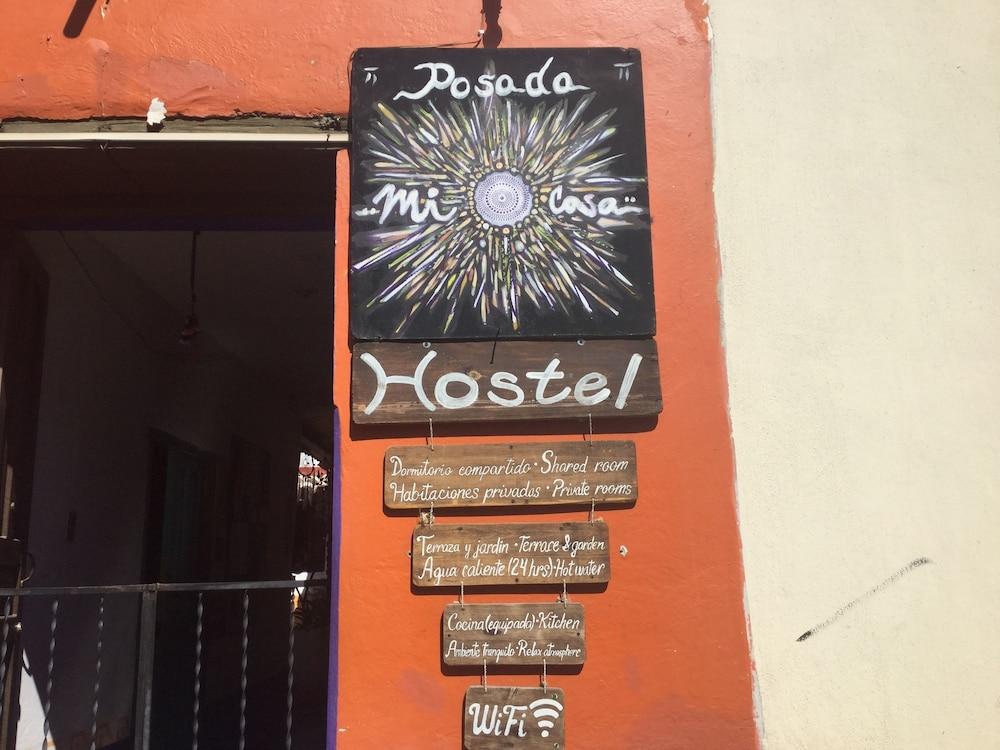 Posada
Mi Casa
Hostel
Dormitorio compartido · Shared room
Habitaciones privadas · Private rooms
Terraza y jardín · Terrace & garden
Agua caliente (24 hrs) · Hot water
Cocina (equipada) · Kitchen
Ambiente tranquilo · Relax atmosphere
WiFi